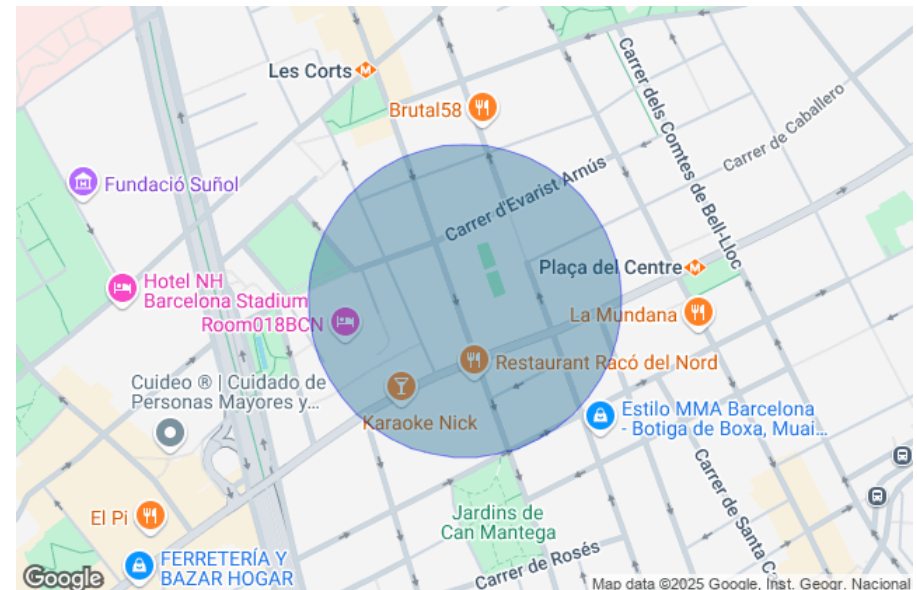 Les Corts
Brutal58
Carrer dels Comtes de Bell-Lloc
Carrer de Caballero
Fundació Suñol
Carrer d'Evarist Arnús
Plaça del Centre
Hotel NH
Barcelona Stadium
Room018BCN
La Mundana
Restaurant Racó del Nord
Cuideo ® | Cuidado de
Personas Mayores y...
Karaoke Nick
Estilo MMA Barcelona
- Botiga de Boxa, Muai...
Carrer de Santa Ca
El Pi
Jardins de
Can Mantega
FERRETERÍA Y
BAZAR HOGAR
Carrer de Rosés
Google
Map data ©2025 Google, Inst. Geogr. Nacional